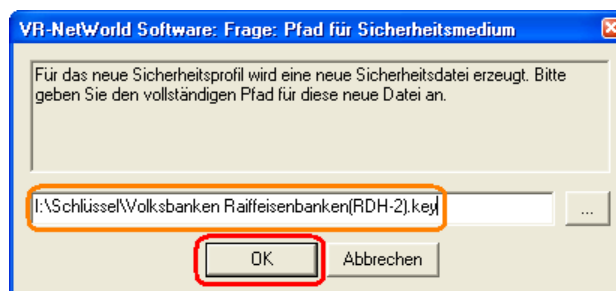 VR-NetWorld Software: Frage: Pfad für Sicherheitsmedium
Für das neue Sicherheitsprofil wird eine neue Sicherheitsdatei erzeugt. Bitte
geben Sie den vollständigen Pfad für diese neue Datei an.
I:\Schlüssel\Volksbanken Raiffeisenbanken(RDH-2).key
...
OK
Abbrechen